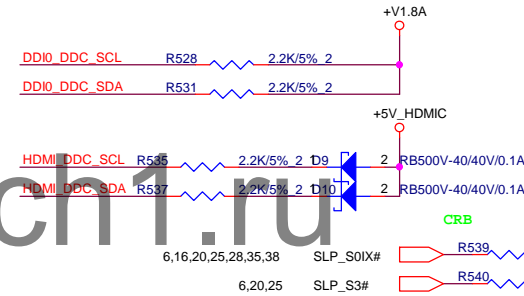 +V1.8A
DDI0_DDC_SCL R528 2.2K/5%_2
DDI0_DDC_SDA R531 2.2K/5%_2
+5V_HDMIC
HDMI_DDC_SCL R535 2.2K/5%_2 1 D9 2 RB500V-40/40V/0.1A
HDMI_DDC_SDA R537 2.2K/5%_2 1 D10 2 RB500V-40/40V/0.1A
ch1.ru
CRB
6,16,20,25,28,35,38 SLP_S0IX# R539
6,20,25 SLP_S3# R540